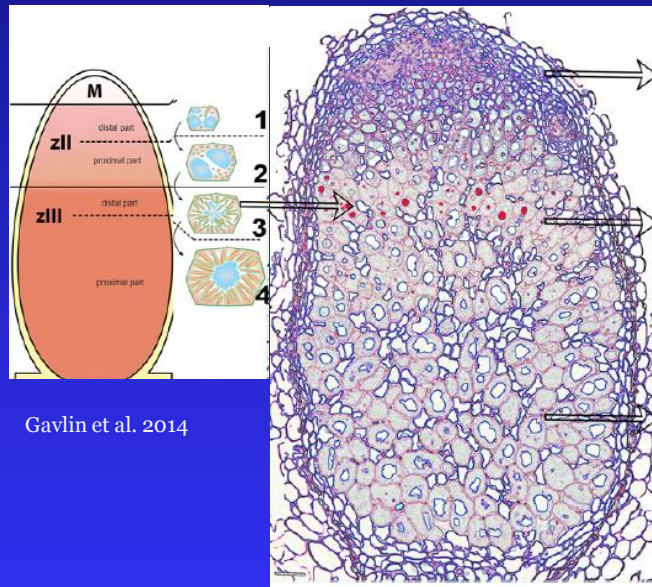 M
distal part
1
zII
proximal part
2
distal part
zIII
3
proximal part
4
Gavlin et al. 2014